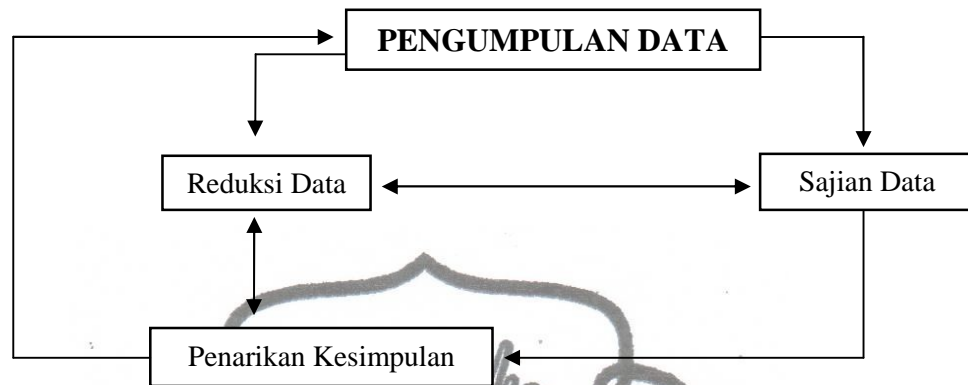 PENGUMPULAN DATA
Reduksi Data
Sajian Data
Penarikan Kesimpulan